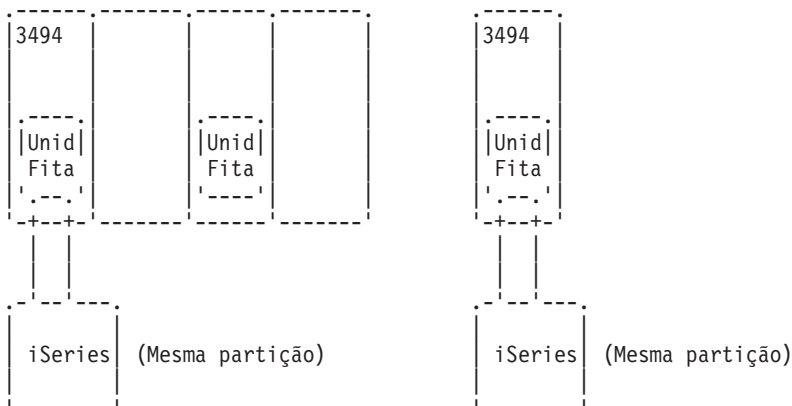 3494 3494
Unid Unid Unid
Fita Fita Fita
iSeries (Mesma partição) iSeries (Mesma partição)